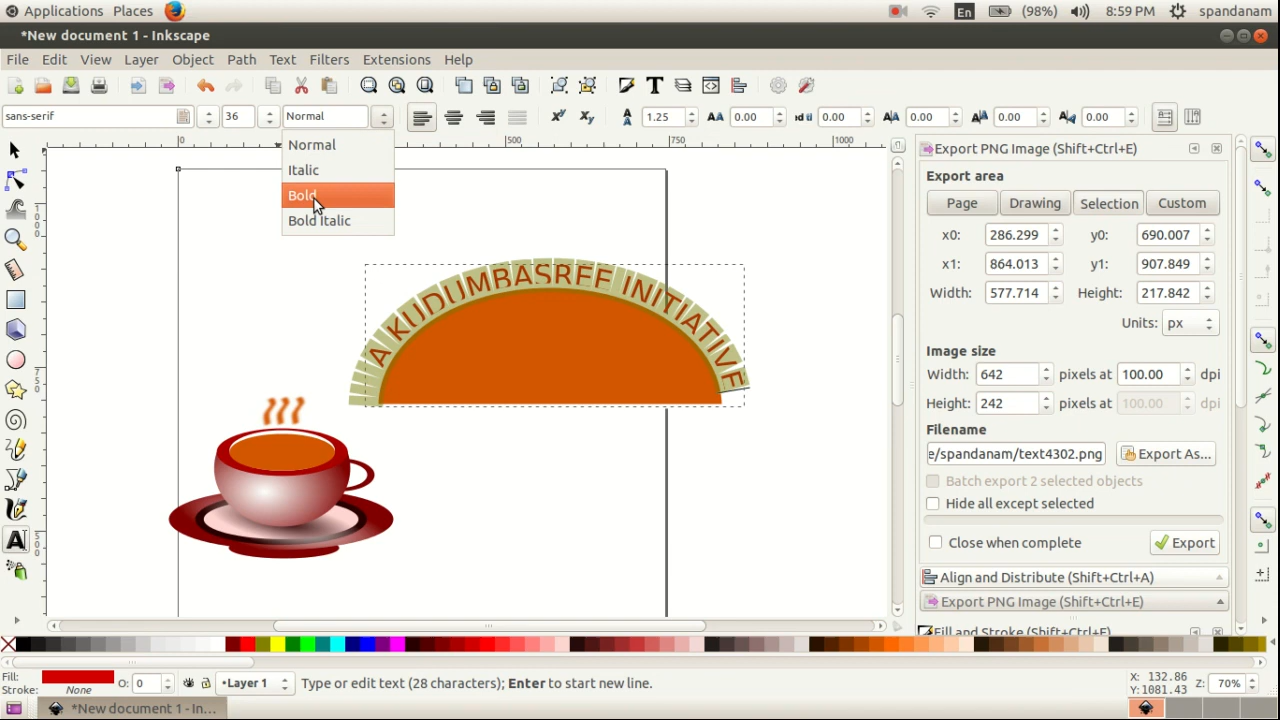 Applications Places En (98%) 8:59 PM spandanam
*New document 1 - Inkscape
File Edit View Layer Object Path Text Filters Extensions Help
sans-serif 36 Normal 1.25 0.00 0.00 0.00 0.00 0.00
0 500 750 1000
Normal
Italic
Bold
Bold Italic
A KUDUMBASREE INITIATIVE
Export PNG Image (Shift+Ctrl+E)
Export area
Page Drawing Selection Custom
x0: 286.299 y0: 690.007
x1: 864.013 y1: 907.849
Width: 577.714 Height: 217.842
Units: px
Image size
Width: 642 pixels at 100.00 dpi
Height: 242 pixels at 100.00 dpi
Filename
e/spandanam/text4302.png Export As...
Batch export 2 selected objects
Hide all except selected
Close when complete Export
Align and Distribute (Shift+Ctrl+A)
Export PNG Image (Shift+Ctrl+E)
Fill and Stroke (Shift+Ctrl+F)
Fill: O: 0 •Layer 1 Type or edit text (28 characters); Enter to start new line. X: 132.86 Z: 70%
Stroke: None Y:1081.43
*New document 1 - In...